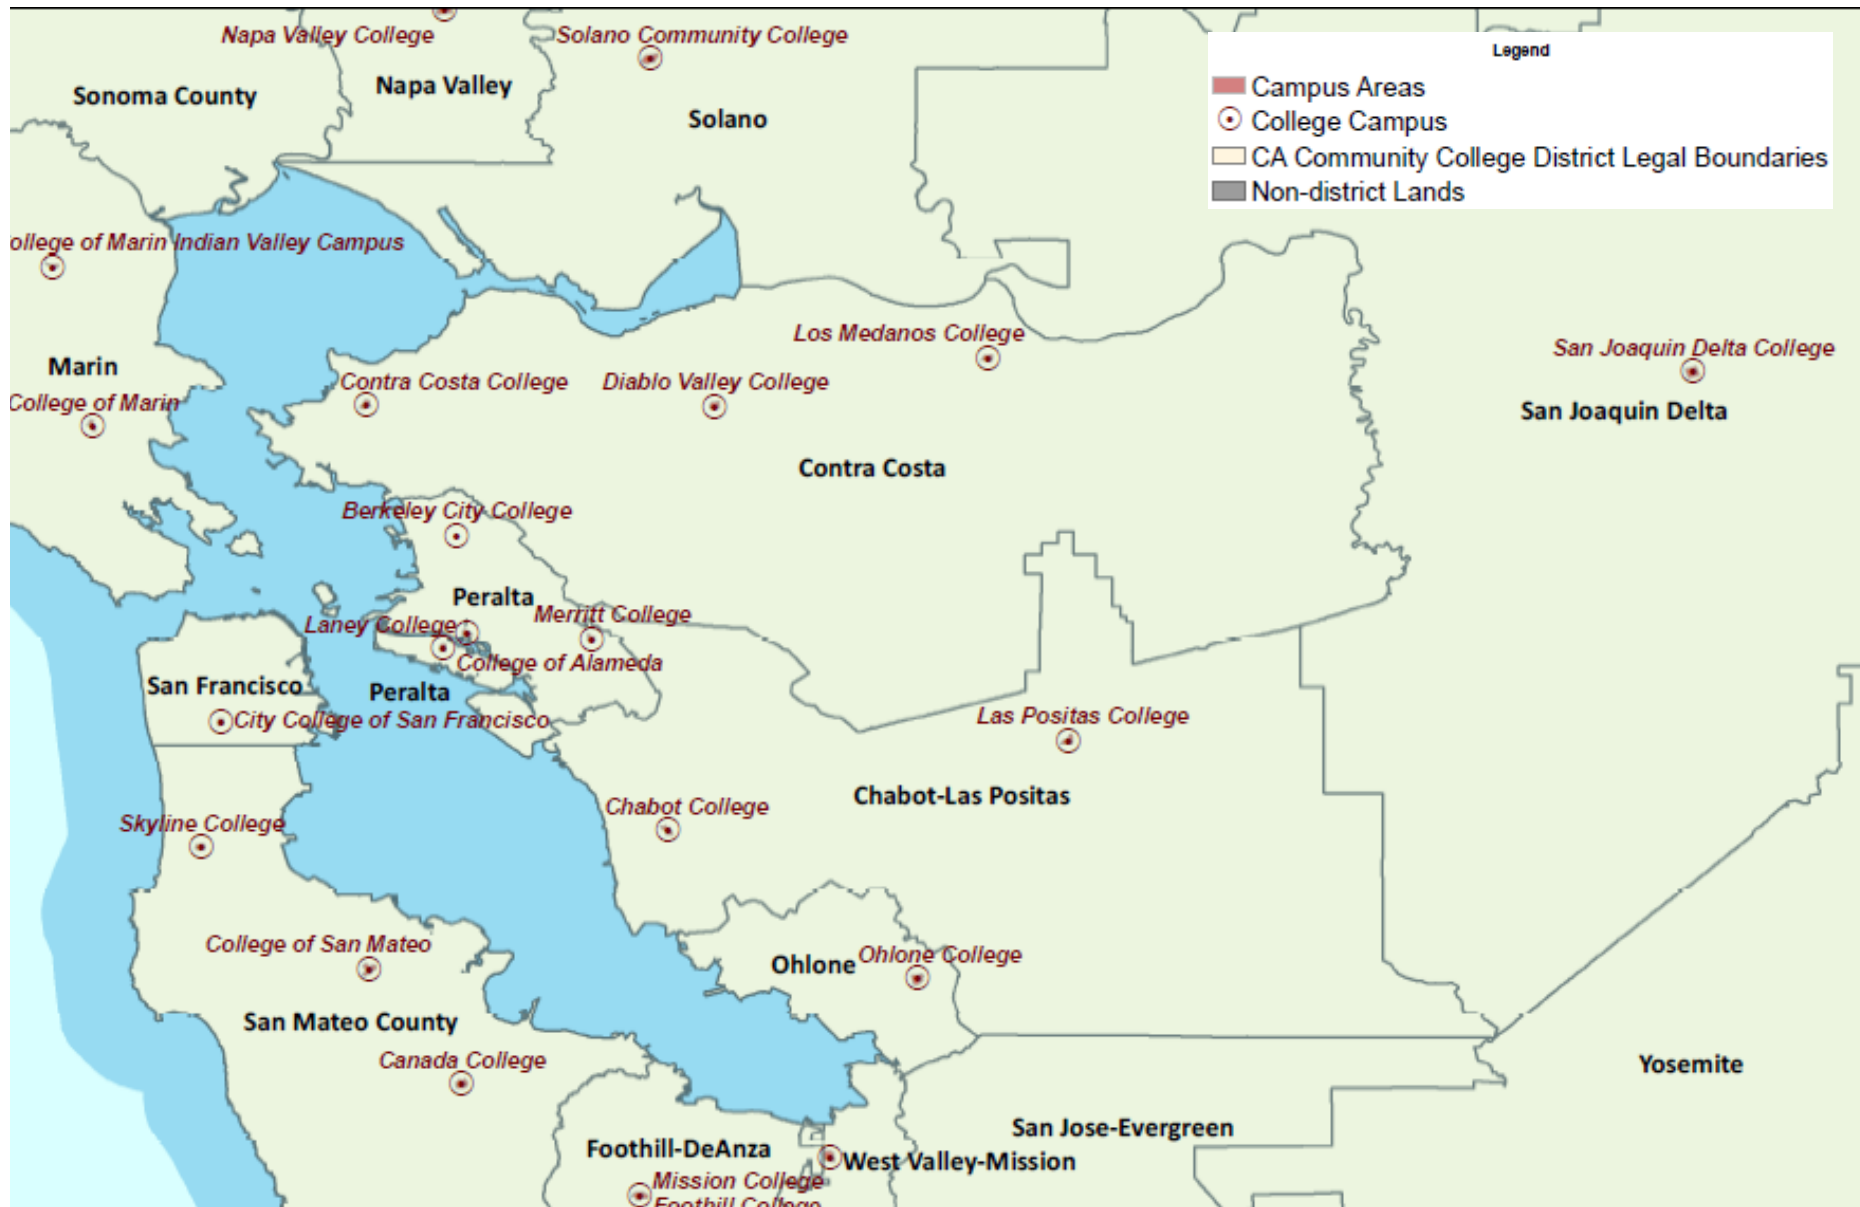 Napa Valley College
Solano Community College
Legend
Napa Valley
Sonoma County
Solano
Campus Areas
College Campus
CA Community College District Legal Boundaries
Non-district Lands
ollege of Marin Indian Valley Campus
Los Medanos College
San Joaquin Delta College
Marin
Contra Costa College
Diablo Valley College
College of Marin
San Joaquin Delta
Contra Costa
Berkeley City College
Peralta
Merritt College
Laney College
College of Alameda
San Francisco
Peralta
City College of San Francisco
Las Positas College
Chabot-Las Positas
Chabot College
Skyline College
College of San Mateo
Ohlone
Ohlone College
San Mateo County
Canada College
Yosemite
San Jose-Evergreen
Foothill-DeAnza
West Valley-Mission
Mission College
Foothill College